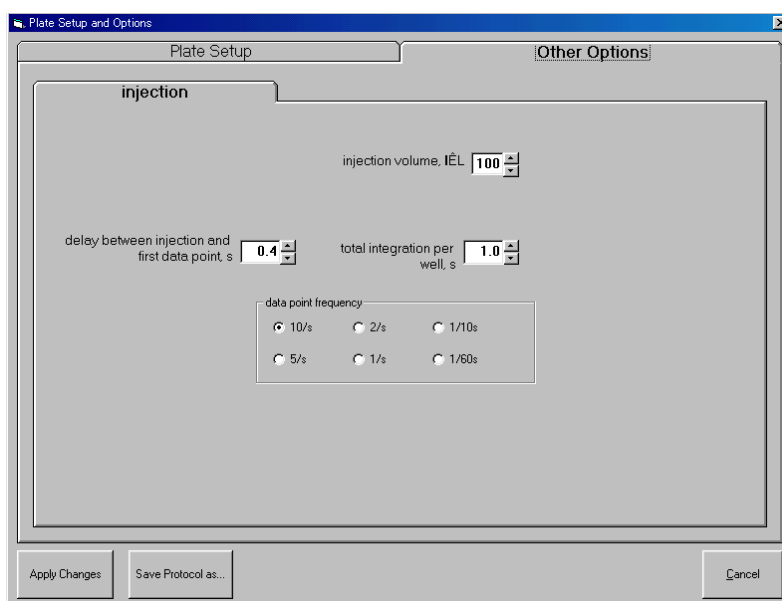 Plate Setup and Options
Plate Setup
Other Options
injection
injection volume, lÊL 100
delay between injection and
first data point, s 0.4
total integration per
well, s 1.0
data point frequency
10/s 2/s 1/10s
5/s 1/s 1/60s
Apply Changes Save Protocol as... Cancel